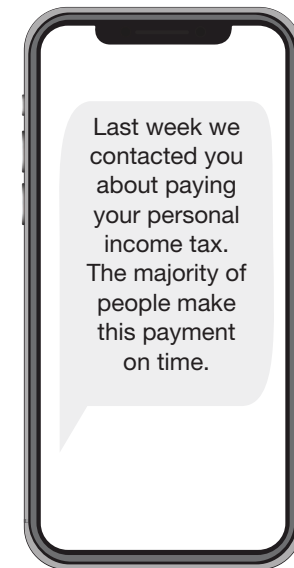 Last week we
contacted you
about paying
your personal
income tax.
The majority of
people make
this payment
on time.